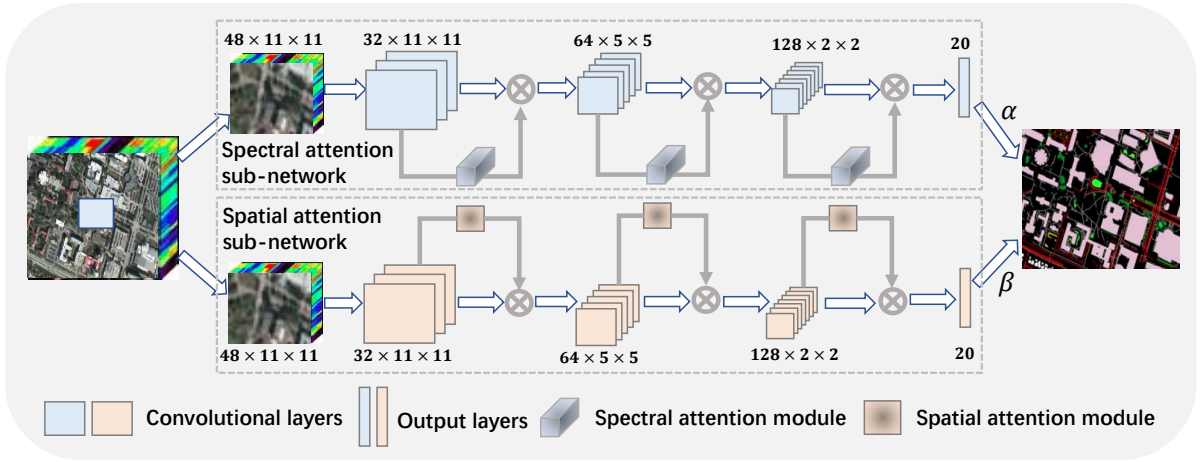 48 × 11 × 11
32 × 11 × 11
64 × 5 × 5
128 × 2 × 2
20
Spectral attention
sub-network
α
Spatial attention
sub-network
β
48 × 11 × 11
32 × 11 × 11
64 × 5 × 5
128 × 2 × 2
20
Convolutional layers
Output layers
Spectral attention module
Spatial attention module